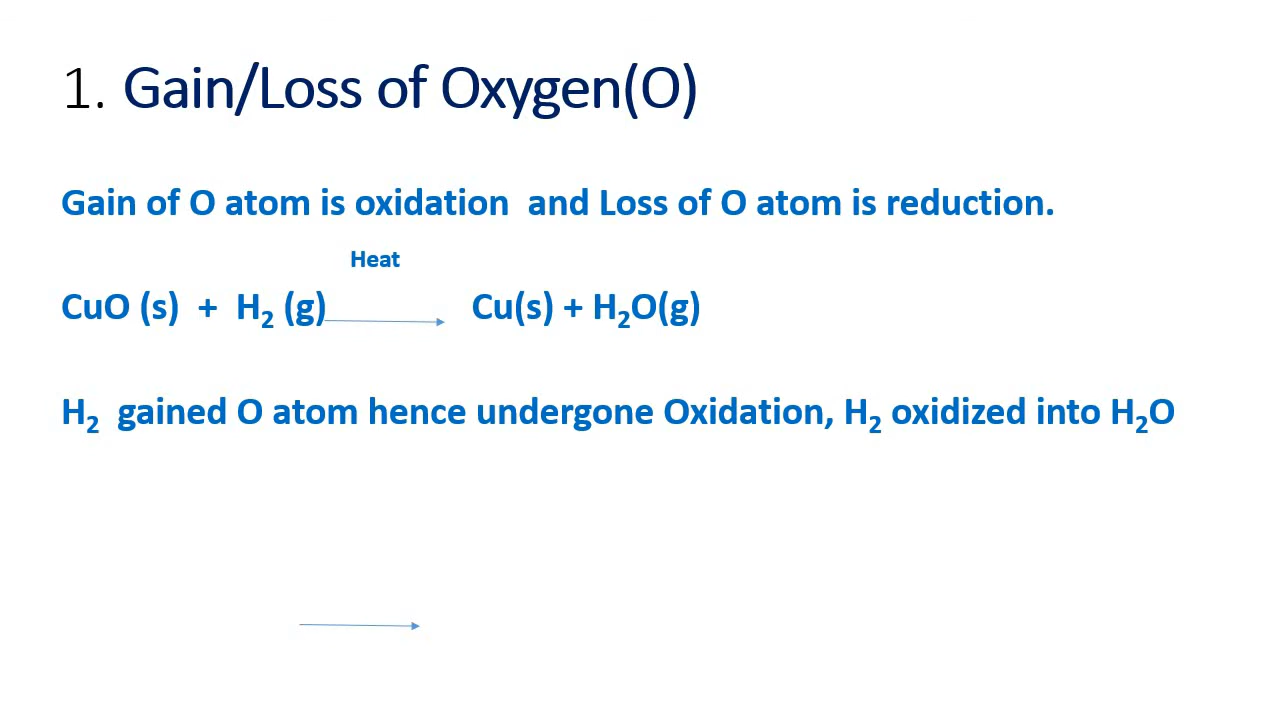 1. Gain/Loss of Oxygen(O)
Gain of O atom is oxidation and Loss of O atom is reduction.
Heat
CuO (s) + H₂ (g) → Cu(s) + H₂O(g)
H₂ gained O atom hence undergone Oxidation, H₂ oxidized into H₂O